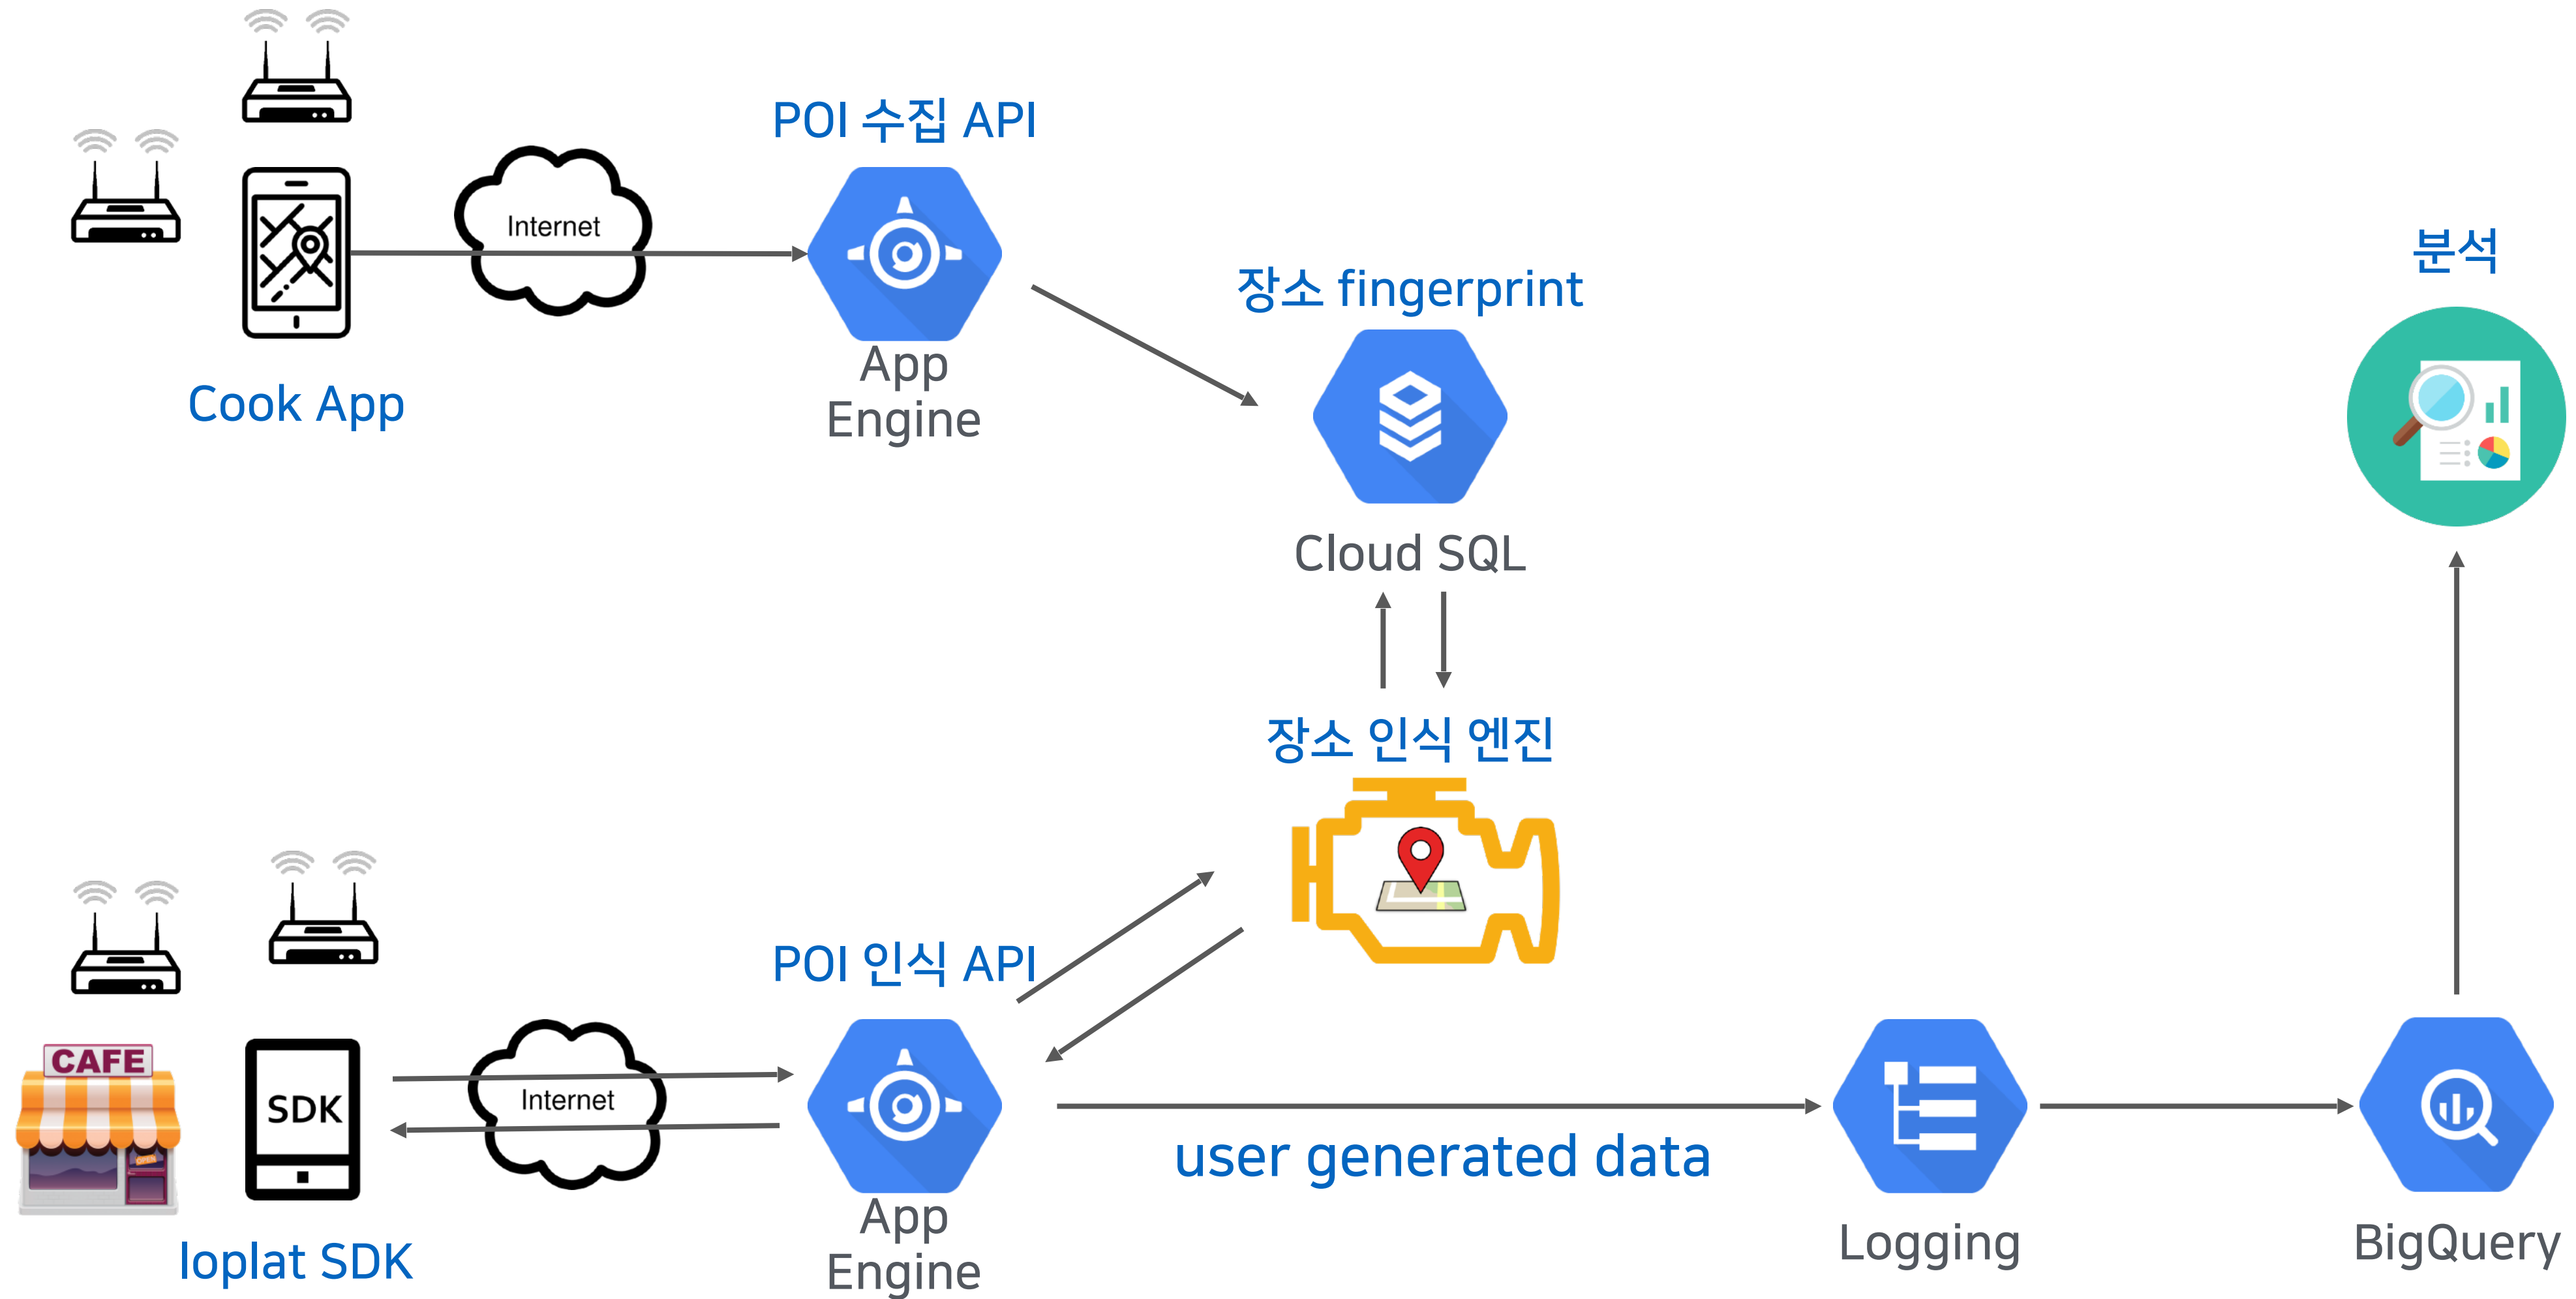 POI 수집 API
Internet
App
Engine
Cook App
장소 fingerprint
Cloud SQL
분석
장소 인식 엔진
POI 인식 API
CAFE
OPEN
SDK
Internet
loplat SDK
App
Engine
user generated data
Logging
BigQuery